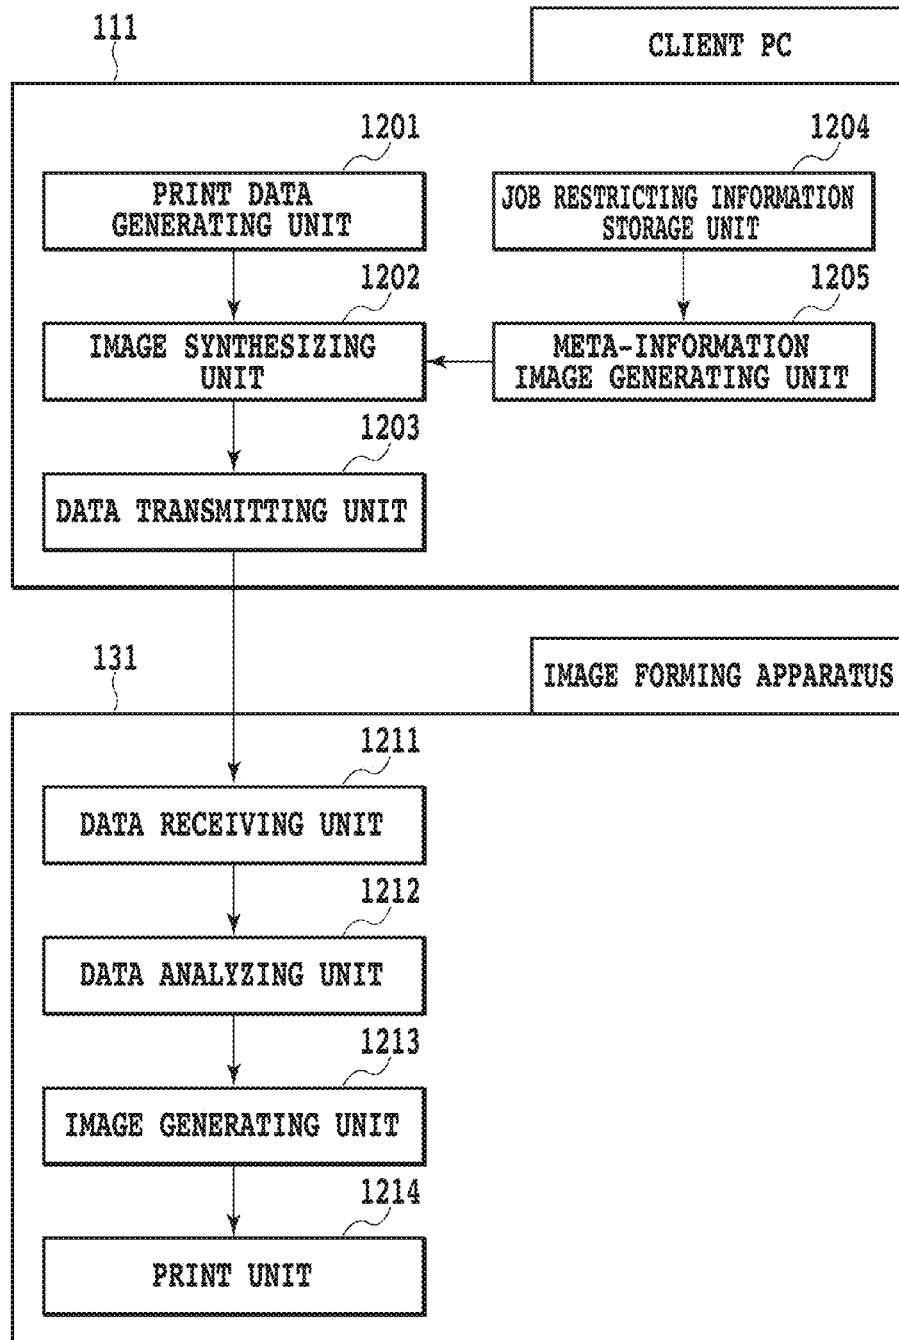 111
CLIENT PC
1201
PRINT DATA
GENERATING UNIT
1204
JOB RESTRICTING INFORMATION
STORAGE UNIT
1202
IMAGE SYNTHESIZING
UNIT
1205
META-INFORMATION
IMAGE GENERATING UNIT
1203
DATA TRANSMITTING UNIT
131
IMAGE FORMING APPARATUS
1211
DATA RECEIVING UNIT
1212
DATA ANALYZING UNIT
1213
IMAGE GENERATING UNIT
1214
PRINT UNIT